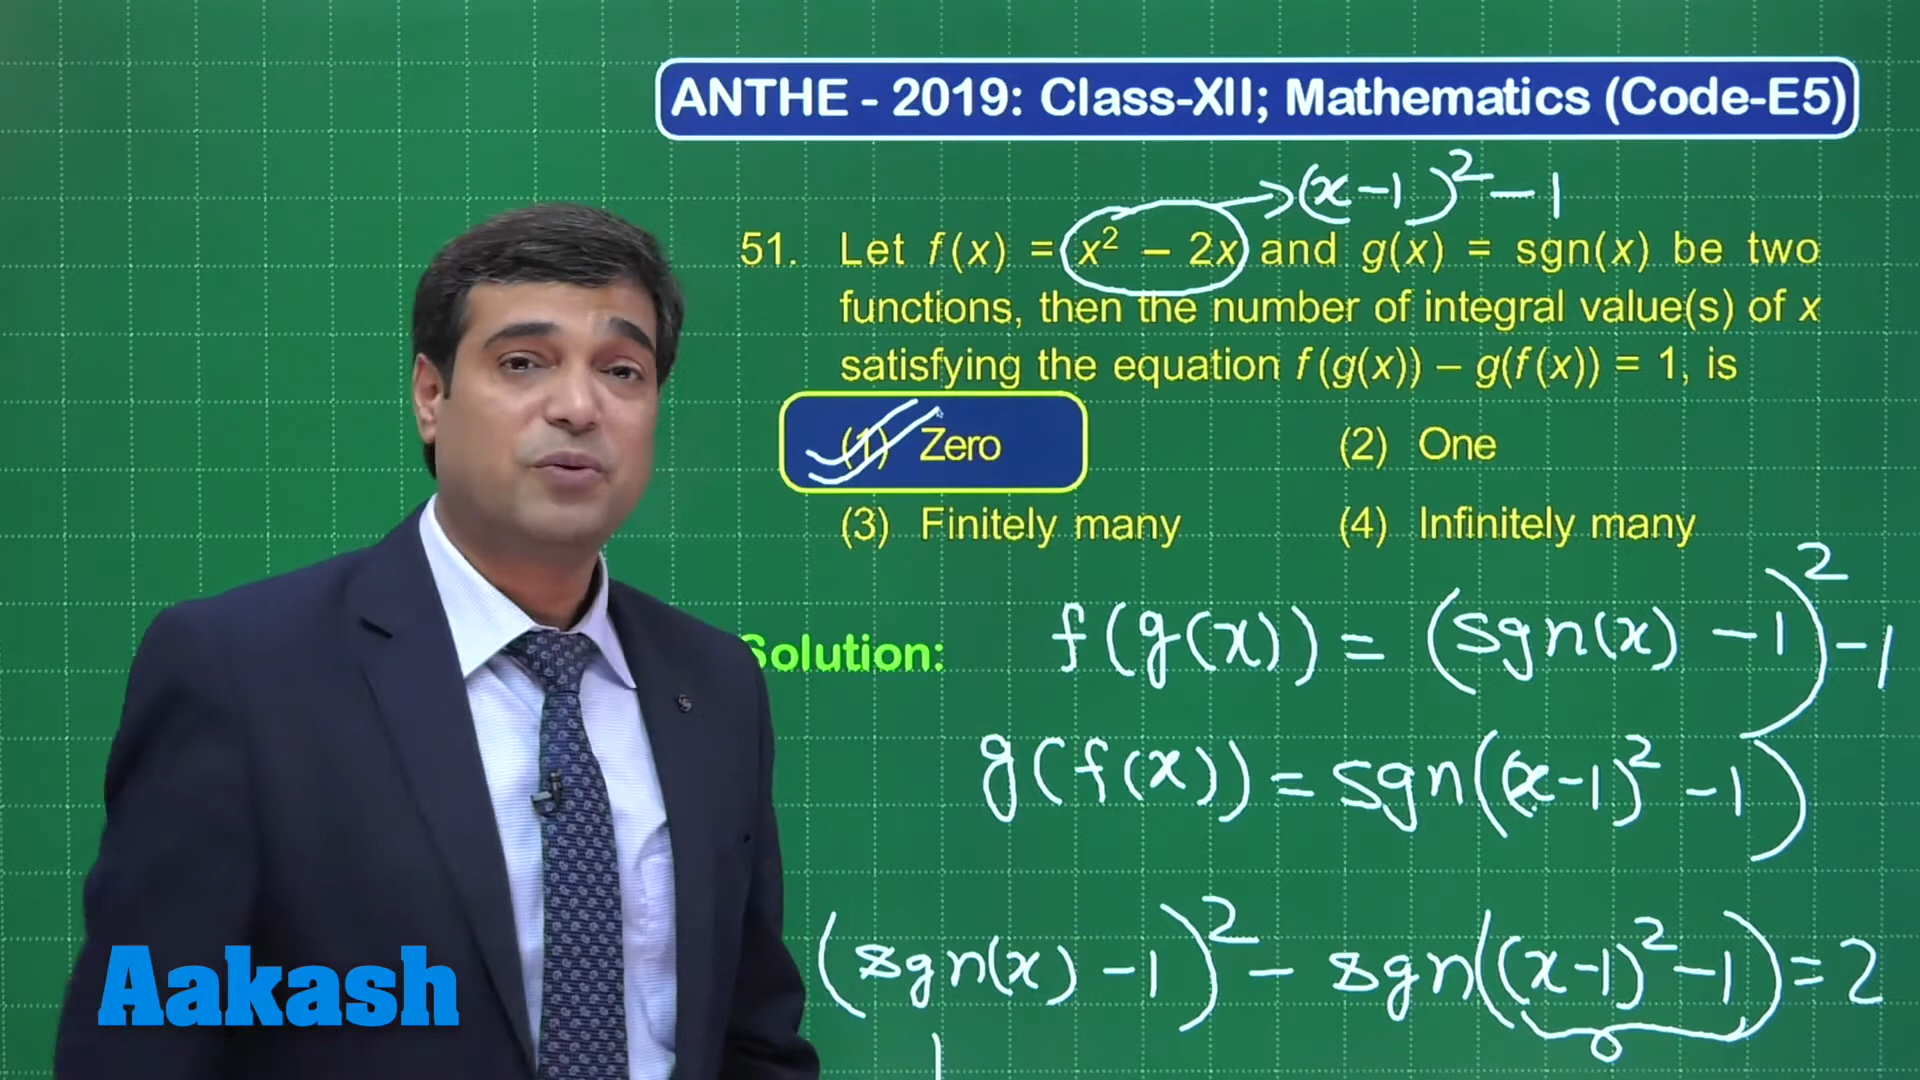 ANTHE - 2019: Class-XII; Mathematics (Code-E5)
(x-1)² - 1
51. Let f(x) = x² – 2x and g(x) = sgn(x) be two
functions, then the number of integral value(s) of x
satisfying the equation f(g(x)) – g(f(x)) = 1, is
(1) Zero
(2) One
(3) Finitely many
(4) Infinitely many
Solution:
f(g(x)) = (sgn(x) - 1)² - 1
g(f(x)) = sgn((x-1)² - 1)
(sgn(x) - 1)² - sgn((x-1)² - 1) = 2
Aakash